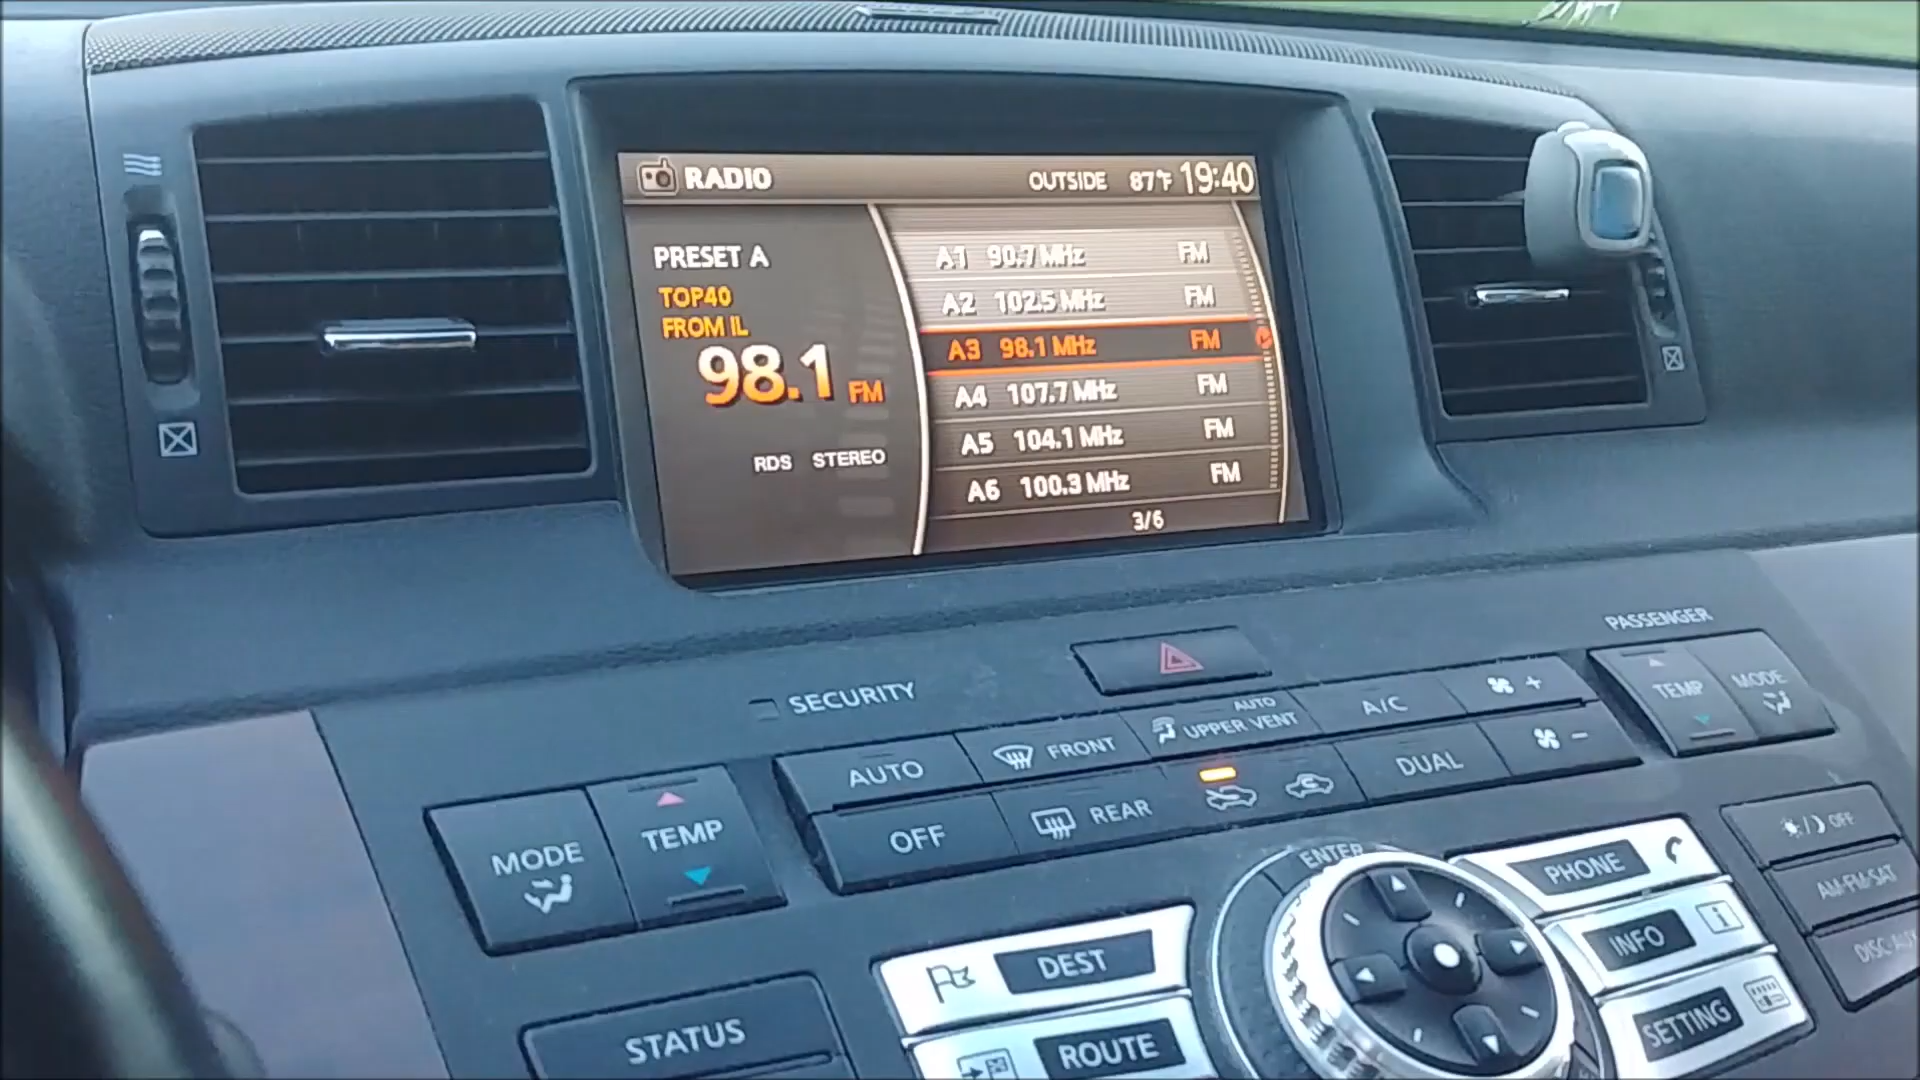 RADIO
OUTSIDE 87°F 19:40
PRESET A
TOP40
FROM IL
98.1 FM
RDS STEREO
A1 90.7 MHz FM
A2 102.5 MHz FM
A3 98.1 MHz FM
A4 107.7 MHz FM
A5 104.1 MHz FM
A6 100.3 MHz FM
3/6
PASSENGER
TEMP
MODE
SECURITY
AUTO
FRONT
AUTO
UPPER VENT
A/C
+
MODE
TEMP
OFF
REAR
DUAL
-
ENTER
PHONE
OFF
DEST
INFO
AM·FM·SAT
STATUS
ROUTE
SETTING
DISC·AUX